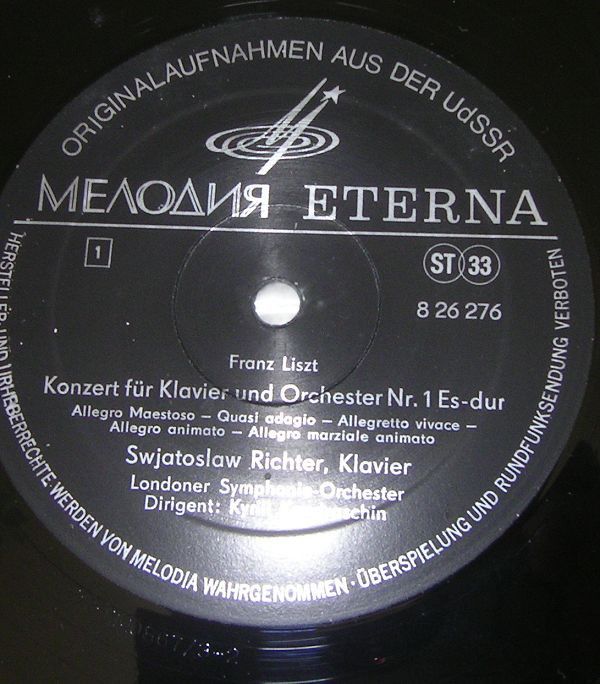 ORIGINALAUFNAHMEN AUS DER UdSSR
МЕЛОДИЯ ETERNA
1
ST 33
8 26 276
Franz Liszt
Konzert für Klavier und Orchester Nr. 1 Es-dur
Allegro Maestoso – Quasi adagio – Allegretto vivace –
Allegro animato – Allegro marziale animato
Swjatoslaw Richter, Klavier
Londoner Symphonie-Orchester
Dirigent:
HERSTELLER- UND URHEBERRECHTE WERDEN VON MELODIA WAHRGENOMMEN · ÜBERSPIELUNG UND RUNDFUNKSENDUNG VERBOTEN